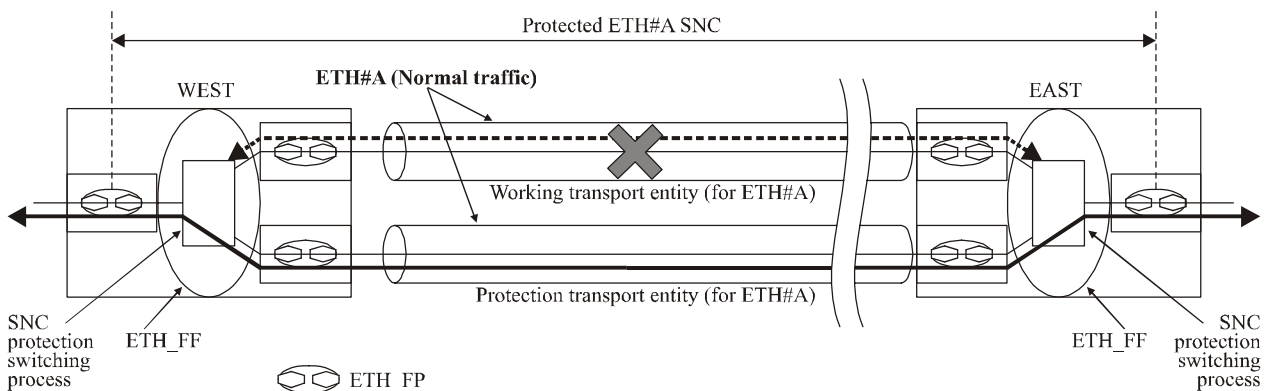 Protected ETH#A SNC
ETH#A (Normal traffic)
WEST
EAST
Working transport entity (for ETH#A)
Protection transport entity (for ETH#A)
SNC
protection
switching
process
ETH_FF
ETH_FF
SNC
protection
switching
process
ETH_FP